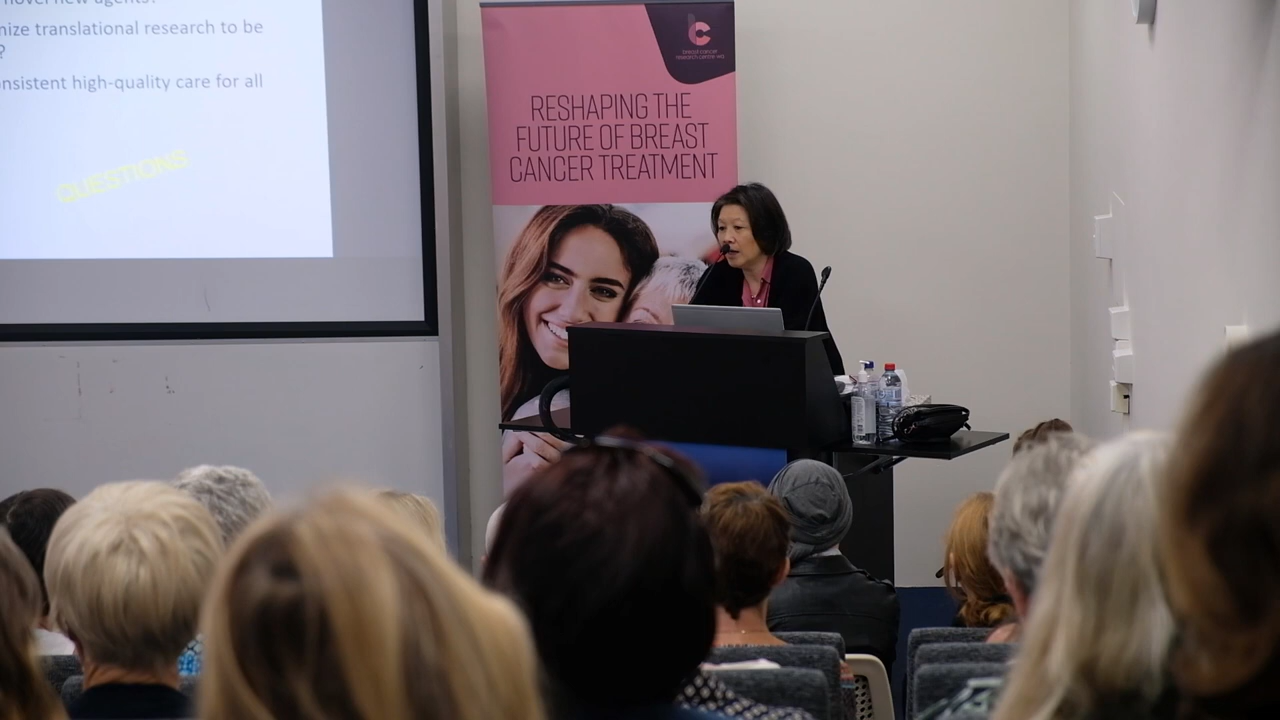 novel new agents?
nize translational research to be
?
onsistent high-quality care for all
QUESTIONS
breast cancer
research centre-wa
RESHAPING THE
FUTURE OF BREAST
CANCER TREATMENT